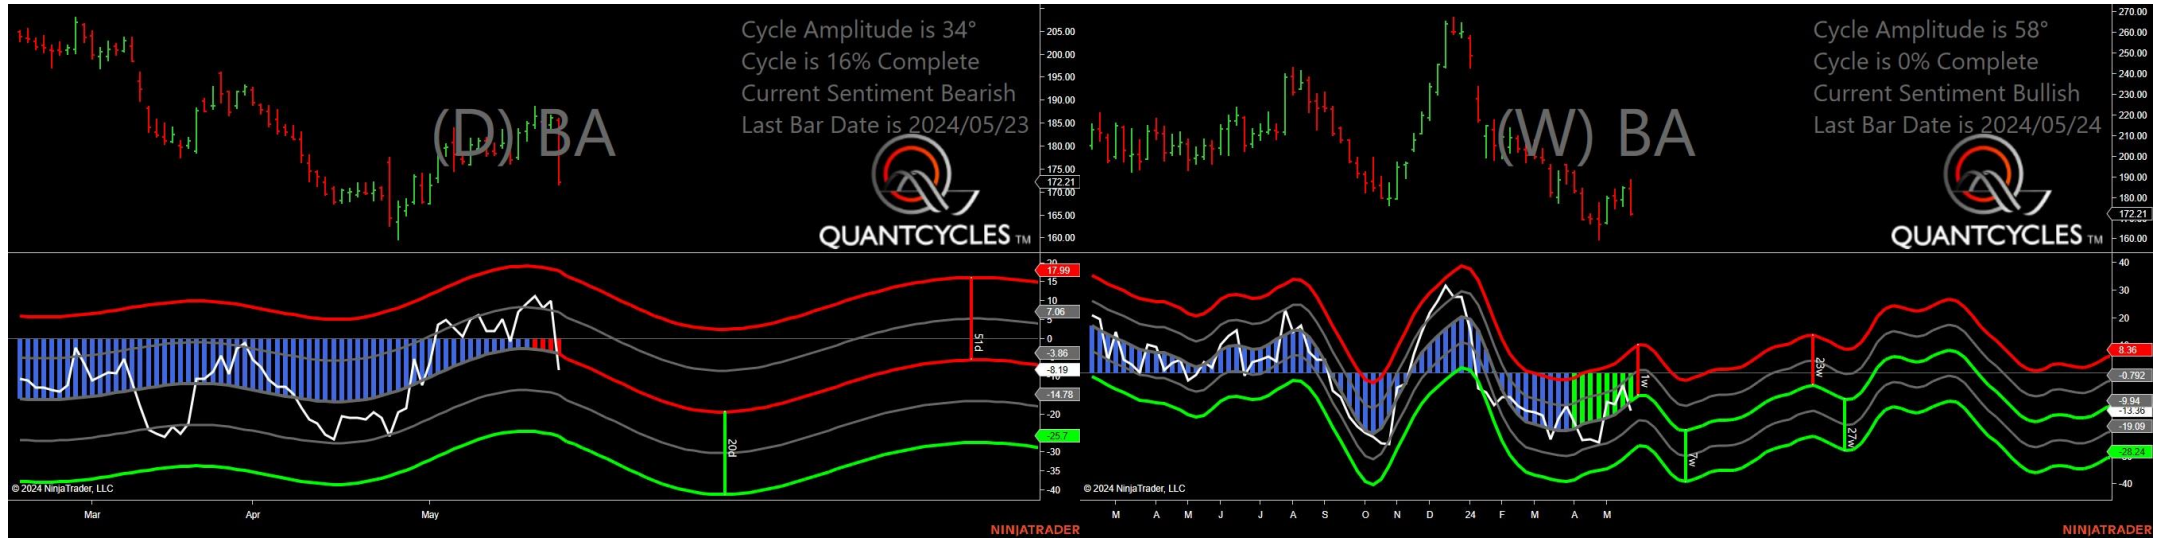 Cycle Amplitude is 34°
Cycle is 16% Complete
Current Sentiment Bearish
Last Bar Date is 2024/05/23
(D) BA
QUANTCYCLES TM
205.00
200.00
195.00
190.00
185.00
180.00
175.00
172.21
170.00
165.00
160.00
20
17.99
15
10
7.06
5
0
-3.86
-8.19
-14.78
-20
-25.7
-30
-35
-40
51d
20d
© 2024 NinjaTrader, LLC
Mar
Apr
May
NINJATRADER
Cycle Amplitude is 58°
Cycle is 0% Complete
Current Sentiment Bullish
Last Bar Date is 2024/05/24
(W) BA
QUANTCYCLES TM
270.00
260.00
250.00
240.00
230.00
220.00
210.00
200.00
190.00
180.00
172.21
160.00
40
30
20
8.36
-0.792
-9.94
-13.36
-19.09
-28.24
-40
1w
7w
23w
27w
© 2024 NinjaTrader, LLC
M A M J J A S O N D 24 F M A M
NINJATRADER